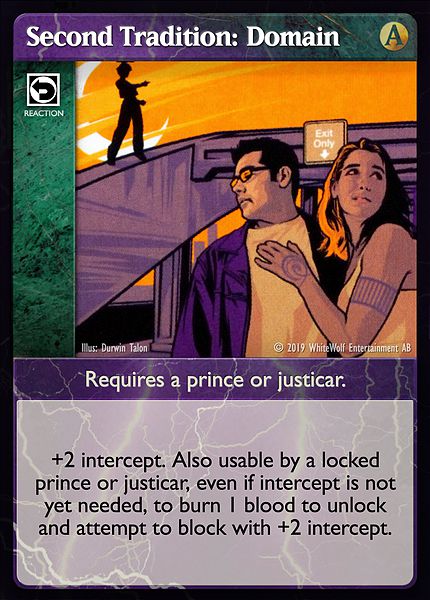 Second Tradition: Domain
A
REACTION
Exit
Only
Illus: Durwin Talon
© 2019 WhiteWolf Entertainment AB
Requires a prince or justicar.
+2 intercept. Also usable by a locked
prince or justicar, even if intercept is not
yet needed, to burn 1 blood to unlock
and attempt to block with +2 intercept.